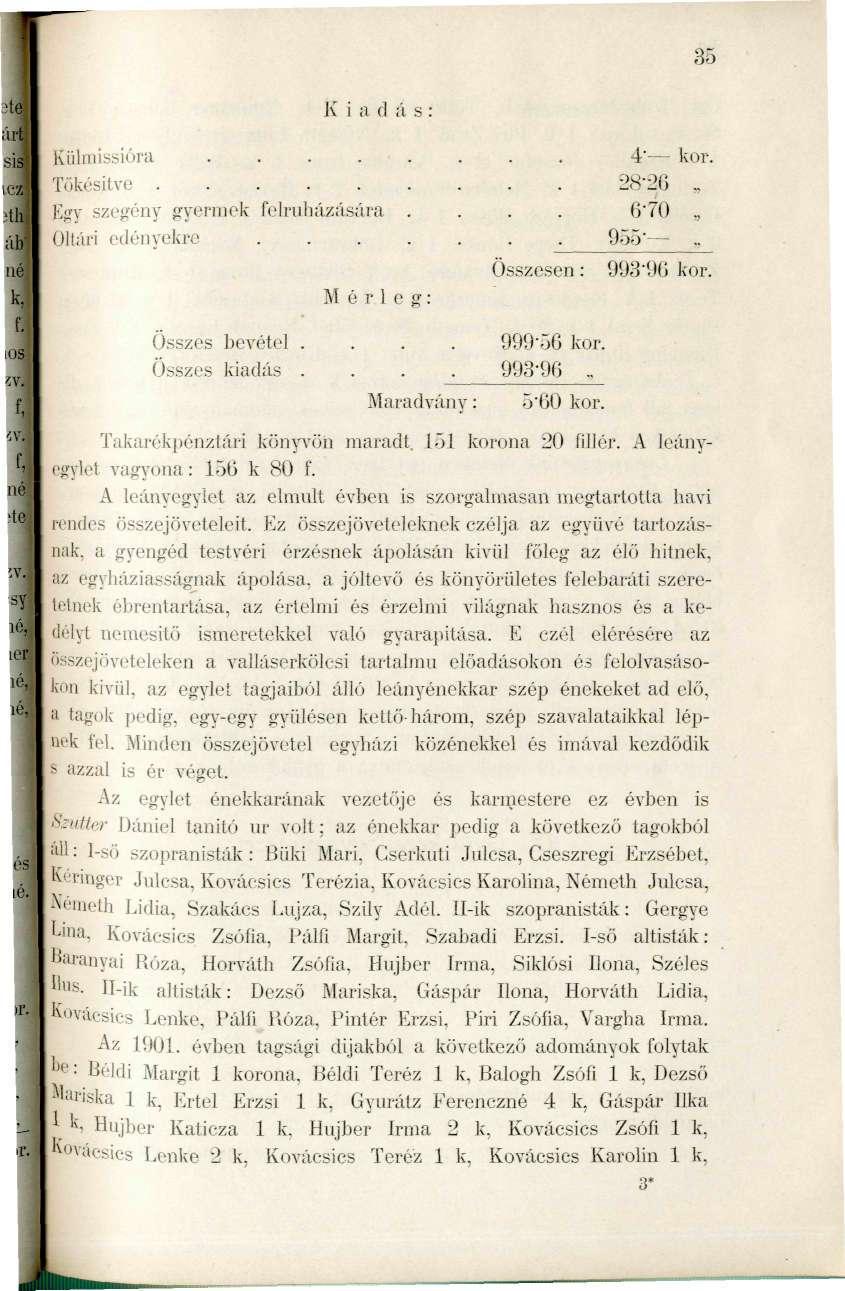 35
Kiadás:
Külmissióra . . . . . . . . 4·— kor.
Tőkésitve . . . . . . . . . 28·26 „
Egy szegény gyermek felruházására . . . . 6·70 „
Oltári edényekre . . . . . . . 955·— „
Összesen: 993·96 kor.
Mérleg:
Összes bevétel . . . . 999·56 kor.
Összes kiadás . . . . 993·96 „
Maradvány: 5·60 kor.
Takarékpénztári könyvön maradt. 151 korona 20 fillér. A leány-
egylet vagyona: 156 k 80 f.
A leányegylet az elmult évben is szorgalmasan megtartotta havi
rendes összejöveteleit. Ez összejöveteleknek czélja az együvé tartozás-
nak, a gyengéd testvéri érzésnek ápolásán kivül főleg az élő hitnek,
az egyháziasságnak ápolása, a jóltevő és könyörületes felebaráti szere-
tetnek ébrentartása, az értelmi és érzelmi világnak hasznos és a ke-
délyt nemesitő ismeretekkel való gyarapitása. E czél elérésére az
összejöveteleken a valláserkölcsi tartalmu előadásokon és felolvasáso-
kon kivül, az egylet tagjaiból álló leányénekkar szép énekeket ad elő,
a tagok pedig, egy-egy gyülésen kettő-három, szép szavalataikkal lép-
nek fel. Minden összejövetel egyházi közénekkel és imával kezdődik
s azzal is ér véget.
Az egylet énekkarának vezetője és karmestere ez évben is
Szutter Dániel tanitó ur volt; az énekkar pedig a következő tagokból
áll: I-ső szopranisták: Büki Mari, Cserkuti Julcsa, Cseszregi Erzsébet,
Keringer Julcsa, Kovácsics Terézia, Kovácsics Karolina, Németh Julcsa,
Németh Lidia, Szakács Lujza, Szily Adél. II-ik szopranisták: Gergye
Lina, Kovácsics Zsófia, Pálfi Margit, Szabadi Erzsi. I-ső altisták:
Baranyai Róza, Horváth Zsófia, Hujber Irma, Siklósi Ilona, Széles
Ilus. II-ik altisták: Dezső Mariska, Gáspár Ilona, Horváth Lidia,
Kovácsics Lenke, Pálfi Róza, Pintér Erzsi, Piri Zsófia, Vargha Irma.
Az 1901. évben tagsági dijakból a következő adományok folytak
be: Béldi Margit 1 korona, Béldi Teréz 1 k, Balogh Zsófi 1 k, Dezső
Mariska 1 k, Ertel Erzsi 1 k, Gyurátz Ferenczné 4 k, Gáspár Ilka
1 k, Hujber Katicza 1 k, Hujber Irma 2 k, Kovácsics Zsófi 1 k,
Kovácsics Lenke 2 k, Kovácsics Teréz 1 k, Kovácsics Karolin 1 k,
3*